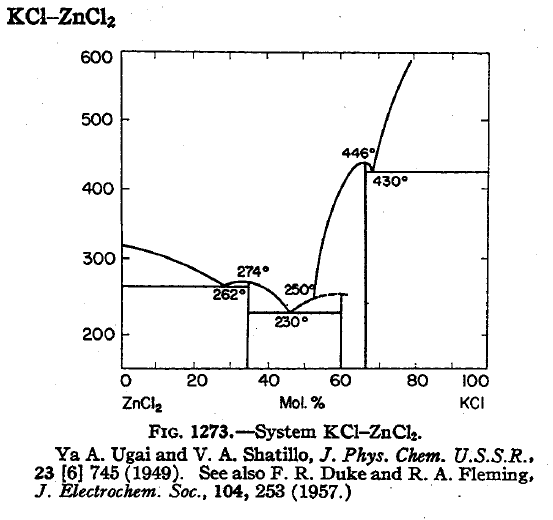 KCl–ZnCl₂
600
500
446°
400
430°
300
274°
250°
262°
230°
200
0 20 40 60 80 100
ZnCl₂ Mol. % KCl
FIG. 1273.—System KCl–ZnCl₂.
Ya A. Ugai and V. A. Shatillo, J. Phys. Chem. U.S.S.R.,
23 [6] 745 (1949). See also F. R. Duke and R. A. Fleming,
J. Electrochem. Soc., 104, 253 (1957.)